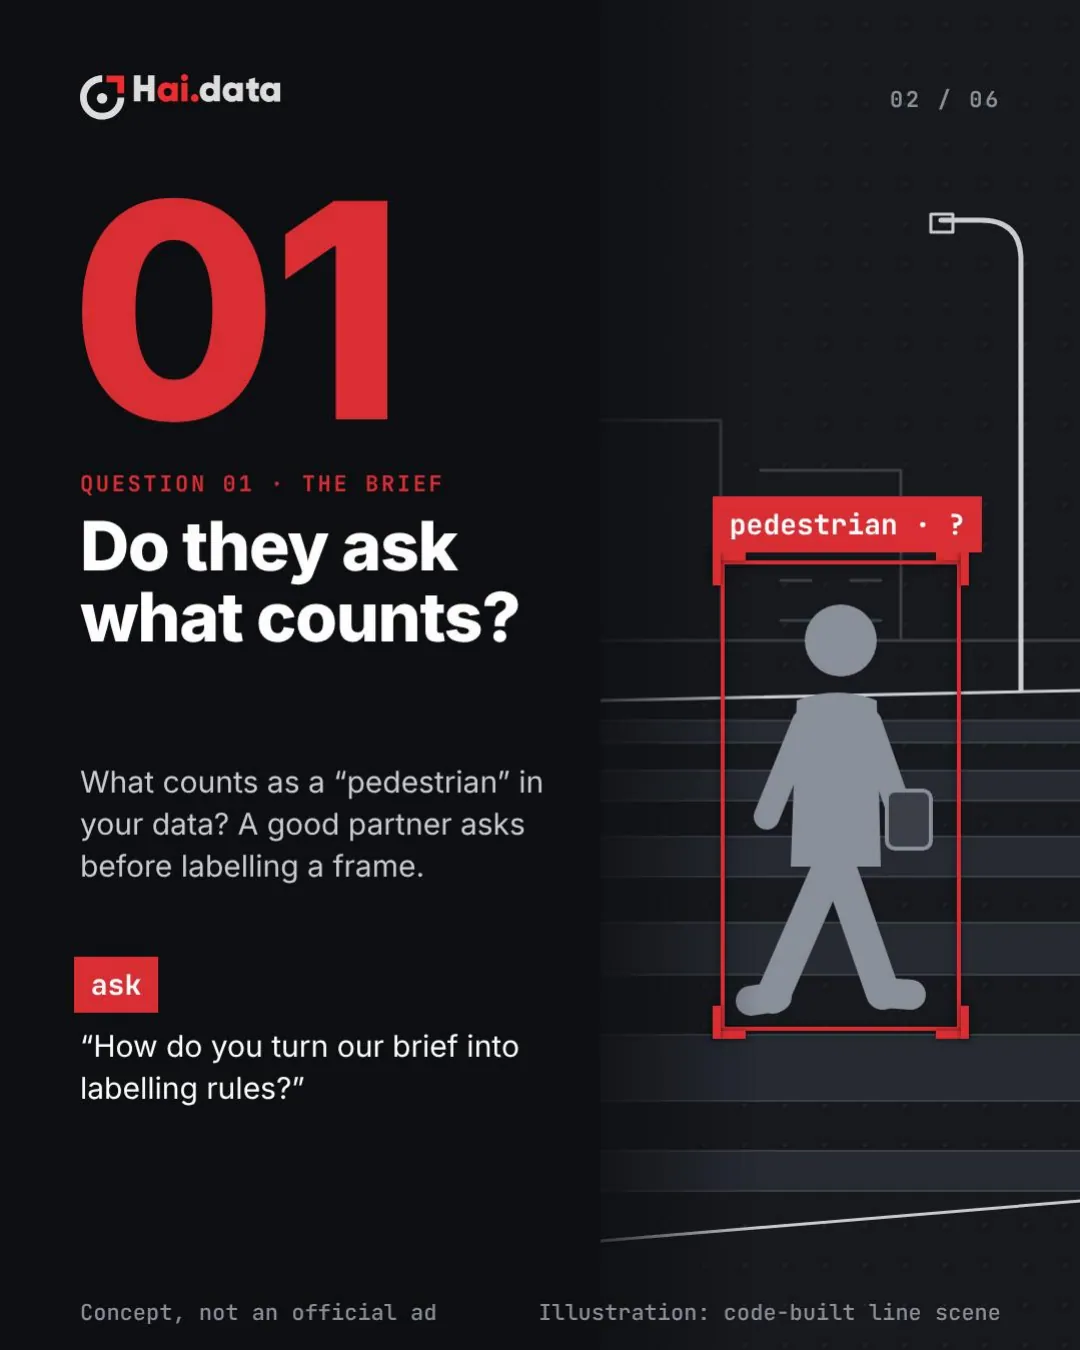 Hai.data
02 / 06
01
QUESTION 01 · THE BRIEF
Do they ask
what counts?
pedestrian · ?
What counts as a “pedestrian” in
your data? A good partner asks
before labelling a frame.
ask
“How do you turn our brief into
labelling rules?”
Concept, not an official ad
Illustration: code-built line scene